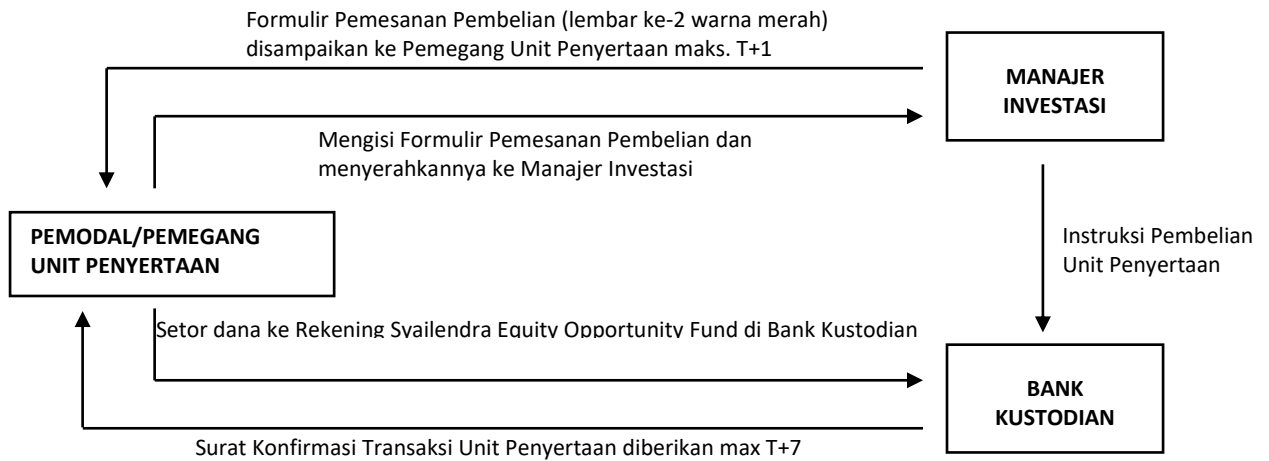 Formulir Pemesanan Pembelian (lembar ke-2 warna merah)
disampaikan ke Pemegang Unit Penyertaan maks. T+1
MANAJER
INVESTASI
Mengisi Formulir Pemesanan Pembelian dan
menyerahkannya ke Manajer Investasi
PEMODAL/PEMEGANG
UNIT PENYERTAAN
Instruksi Pembelian
Unit Penyertaan
Setor dana ke Rekening Syailendra Equity Opportunity Fund di Bank Kustodian
BANK
KUSTODIAN
Surat Konfirmasi Transaksi Unit Penyertaan diberikan max T+7